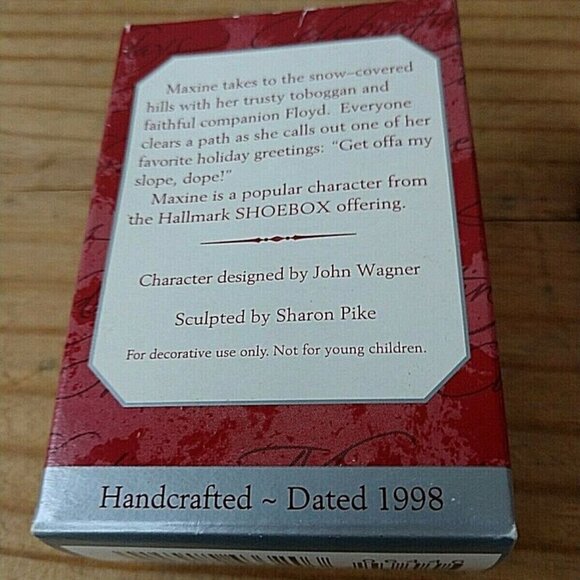 Maxine takes to the snow-covered
hills with her trusty toboggan and
faithful companion Floyd. Everyone
clears a path as she calls out one of her
favorite holiday greetings: "Get offa my
slope, dope!"
Maxine is a popular character from
the Hallmark SHOEBOX offering.
Character designed by John Wagner
Sculpted by Sharon Pike
For decorative use only. Not for young children.
Handcrafted ~ Dated 1998